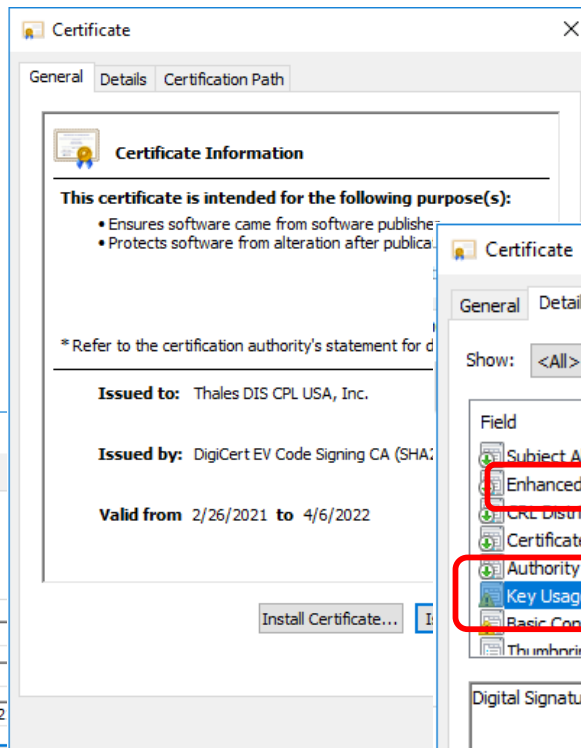 Certificate
General Details Certification Path
Certificate Information
This certificate is intended for the following purpose(s):
• Ensures software came from software publisher
• Protects software from alteration after publica
* Refer to the certification authority's statement for d
Issued to: Thales DIS CPL USA, Inc.
Issued by: DigiCert EV Code Signing CA (SHA2
Valid from 2/26/2021 to 4/6/2022
Install Certificate...
2
Certificate
General Detail
Show: <All>
Field
Subject A
Enhanced
CRL Distri
Certificate
Authority
Key Usage
Basic Con
Thumbprin
Digital Signatu